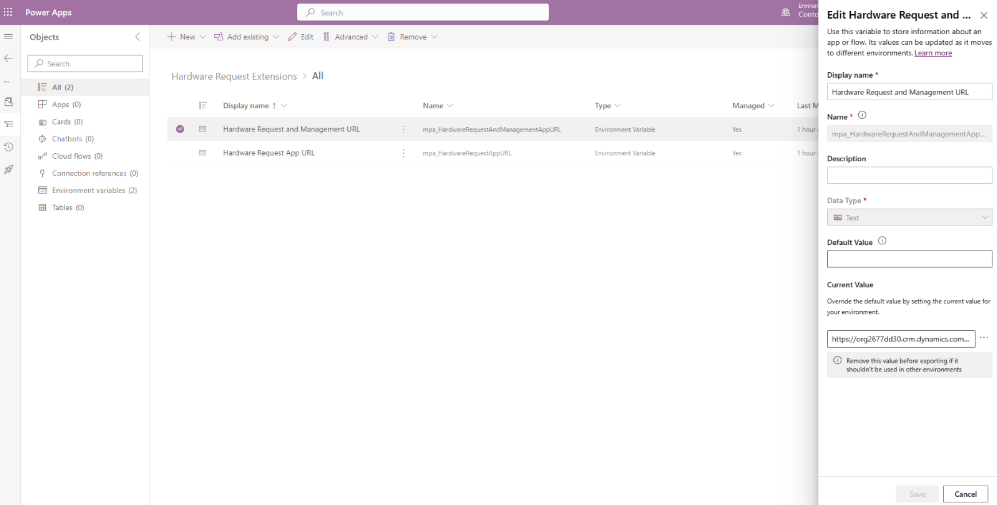 Power Apps
Search
Environ
Conto
Objects
Search
All (2)
Apps (0)
Cards (0)
Chatbots (0)
Cloud flows (0)
Connection references (0)
Environment variables (2)
Tables (0)
New
Add existing
Edit
Advanced
Remove
Hardware Request Extensions > All
Display name ↑ Name Type Managed Last M
Hardware Request and Management URL mpa_HardwareRequestAndManagementAppURL Environment Variable Yes 1 hour a
Hardware Request App URL mpa_HardwareRequestAppURL Environment Variable Yes 1 hour a
Edit Hardware Request and ...
Use this variable to store information about an
app or flow. Its values can be updated as it moves
to different environments. Learn more
Display name *
Hardware Request and Management URL
Name *
mpa_HardwareRequestAndManagementApp...
Description
Data Type *
Text
Default Value
Current Value
Override the default value by setting the current value for
your environment.
https://org2677dd30.crm.dynamics.com...
Remove this value before exporting if it
shouldn't be used in other environments
Save
Cancel